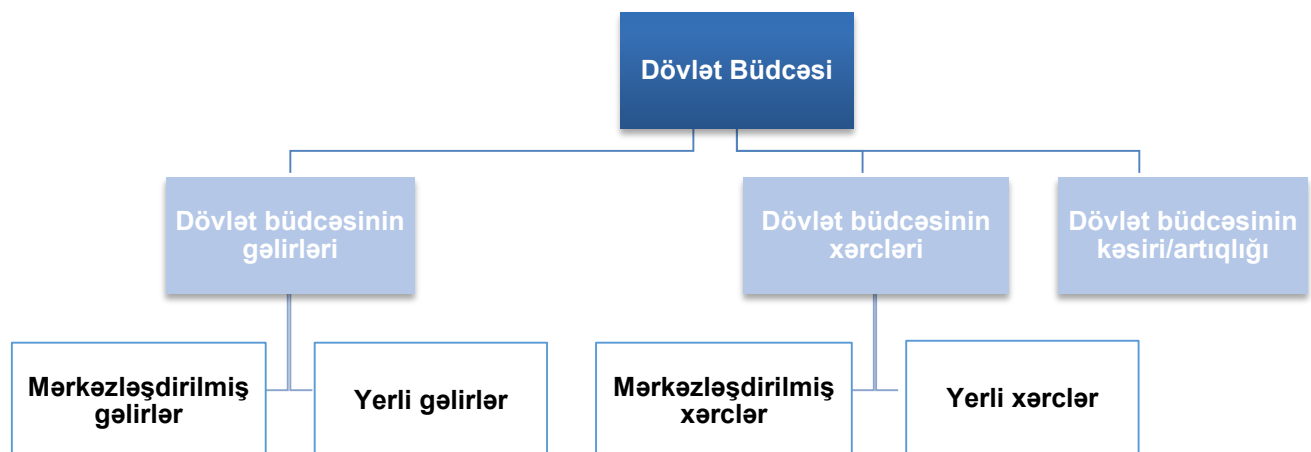 Dövlət Büdcəsi
Dövlət büdcəsinin
gəlirləri
Dövlət büdcəsinin
xərcləri
Dövlət büdcəsinin
kəsiri/artıqlığı
Mərkəzləşdirilmiş
gəlirlər
Yerli gəlirlər
Mərkəzləşdirilmiş
xərclər
Yerli xərclər